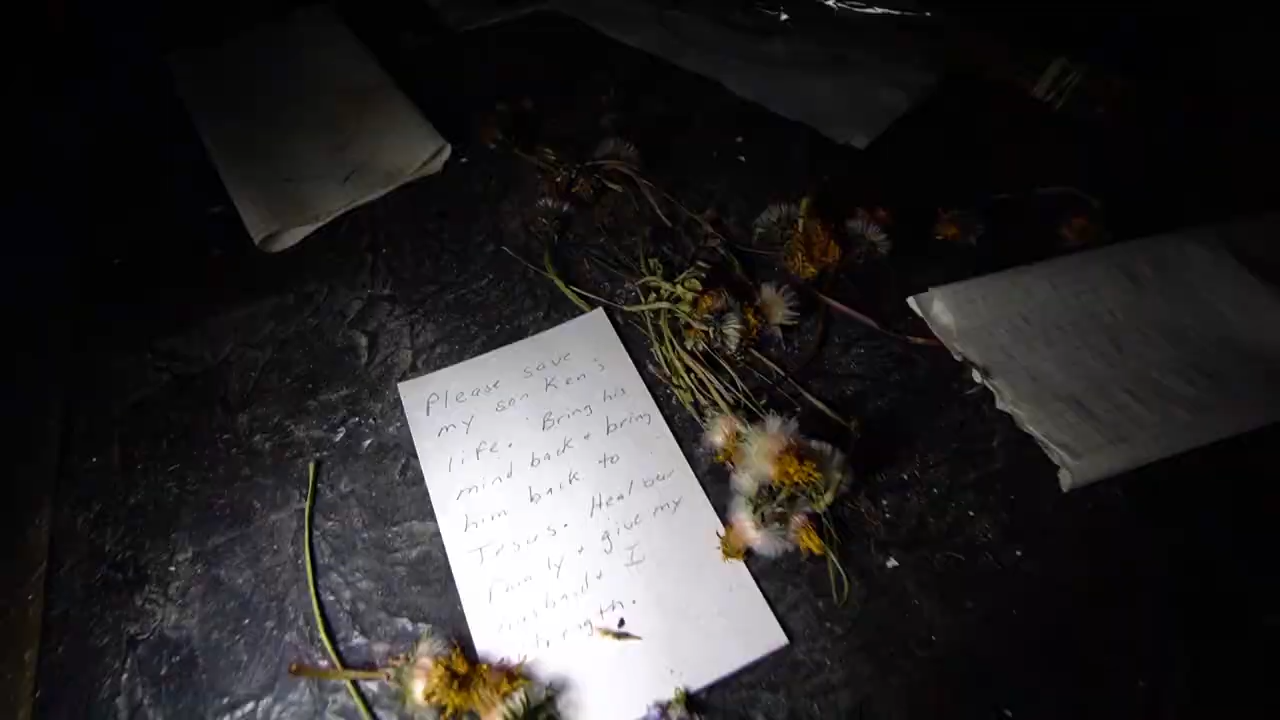 Please save
my son Ken's
life. Bring his
mind back + bring
him back to
Jesus. Heal our
Family + give my
husband + I
strength.